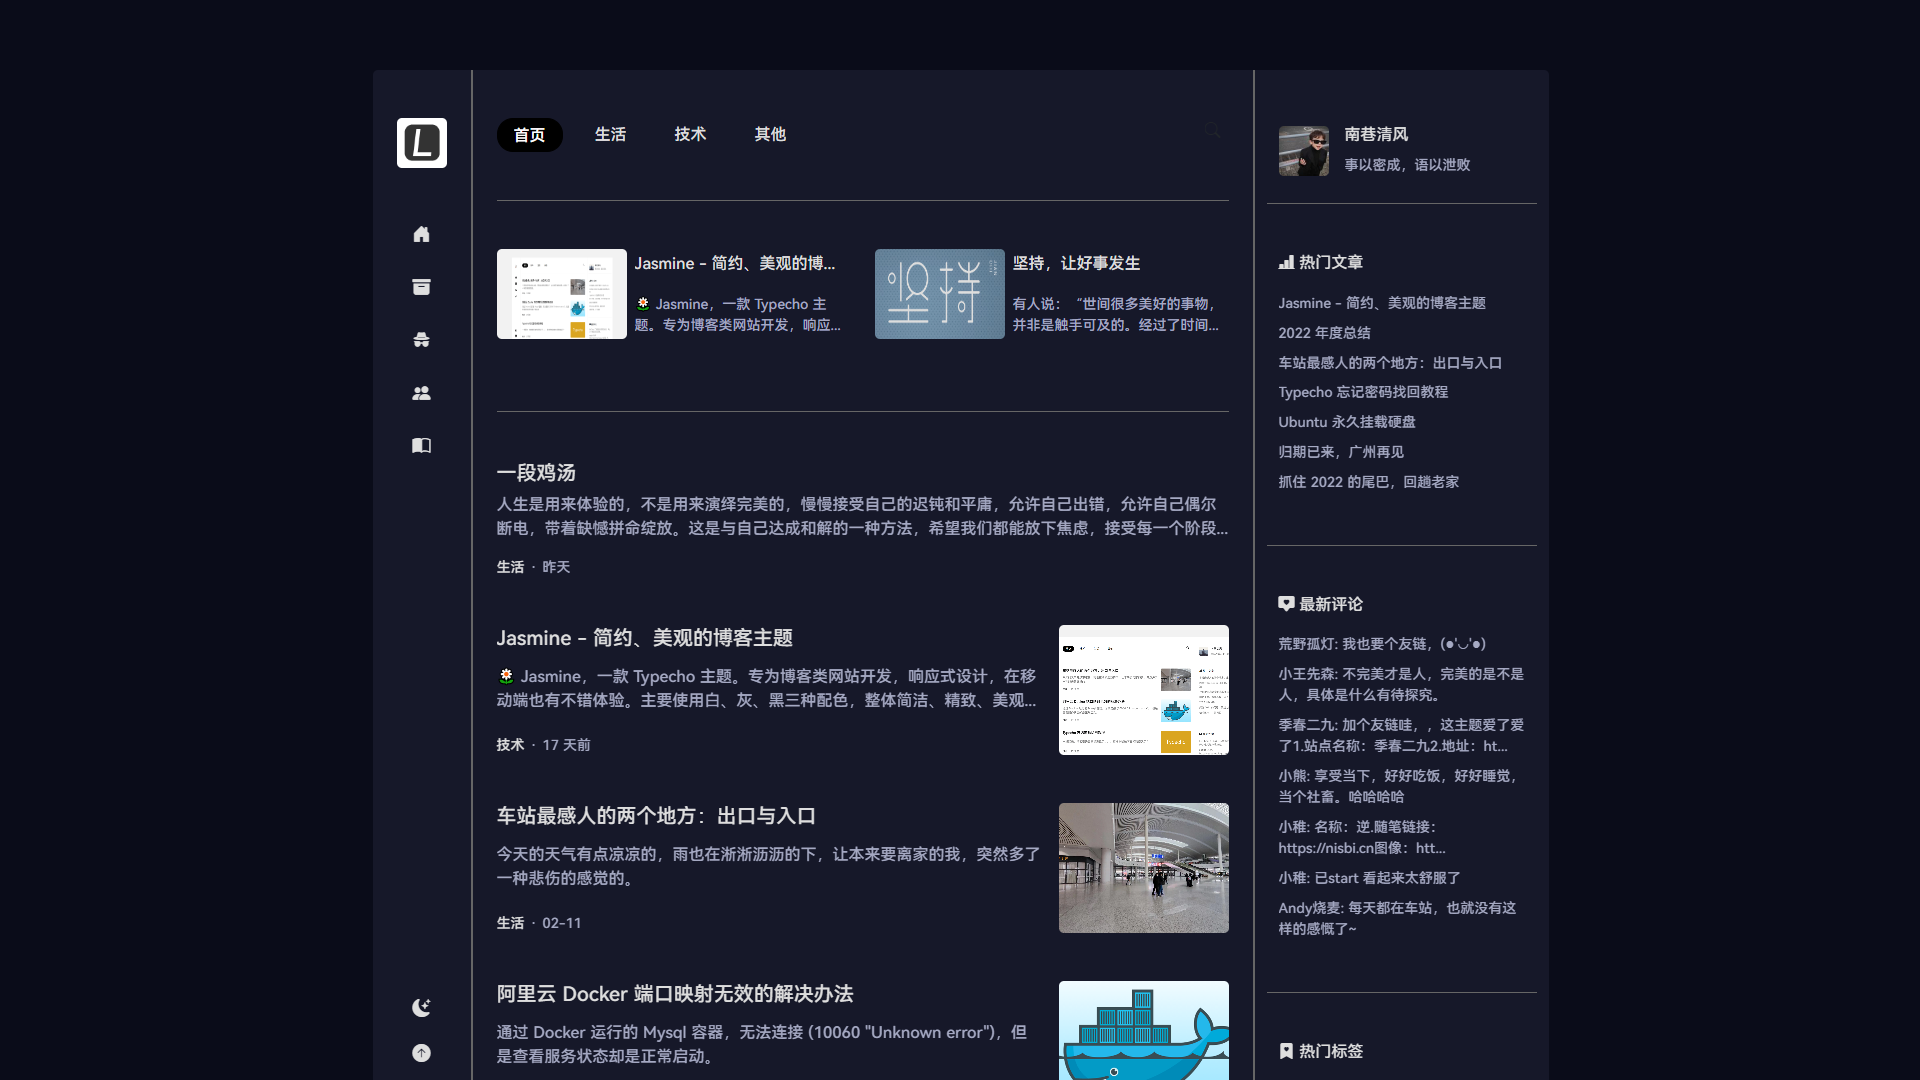 L
首页
生活
技术
其他
Jasmine - 简约、美观的博...
🌼 Jasmine，一款 Typecho 主
题。专为博客类网站开发，响应...
坚持
坚持，让好事发生
有人说：“世间很多美好的事物，
并非是触手可及的。经过了时间...
一段鸡汤
人生是用来体验的，不是用来演绎完美的，慢慢接受自己的迟钝和平庸，允许自己出错，允许自己偶尔
断电，带着缺憾拼命绽放。这是与自己达成和解的一种方法，希望我们都能放下焦虑，接受每一个阶段...
生活 · 昨天
Jasmine - 简约、美观的博客主题
🌼 Jasmine，一款 Typecho 主题。专为博客类网站开发，响应式设计，在移
动端也有不错体验。主要使用白、灰、黑三种配色，整体简洁、精致、美观...
技术 · 17 天前
车站最感人的两个地方：出口与入口
今天的天气有点凉凉的，雨也在淅淅沥沥的下，让本来要离家的我，突然多了
一种悲伤的感觉的。
生活 · 02-11
阿里云 Docker 端口映射无效的解决办法
通过 Docker 运行的 Mysql 容器，无法连接 (10060 "Unknown error")，但
是查看服务状态却是正常启动。
南巷清风
事以密成，语以泄败
热门文章
Jasmine - 简约、美观的博客主题
2022 年度总结
车站最感人的两个地方：出口与入口
Typecho 忘记密码找回教程
Ubuntu 永久挂载硬盘
归期已来，广州再见
抓住 2022 的尾巴，回趟老家
最新评论
荒野孤灯: 我也要个友链，(●'◡'●)
小王先森: 不完美才是人，完美的是不是
人，具体是什么有待探究。
季春二九: 加个友链哇，，这主题爱了爱
了1.站点名称：季春二九2.地址：ht...
小熊: 享受当下，好好吃饭，好好睡觉，
当个社畜。哈哈哈哈
小稚: 名称：逆.随笔链接：
https://nisbi.cn图像：htt...
小稚: 已start 看起来太舒服了
Andy烧麦: 每天都在车站，也就没有这
样的感慨了~
热门标签